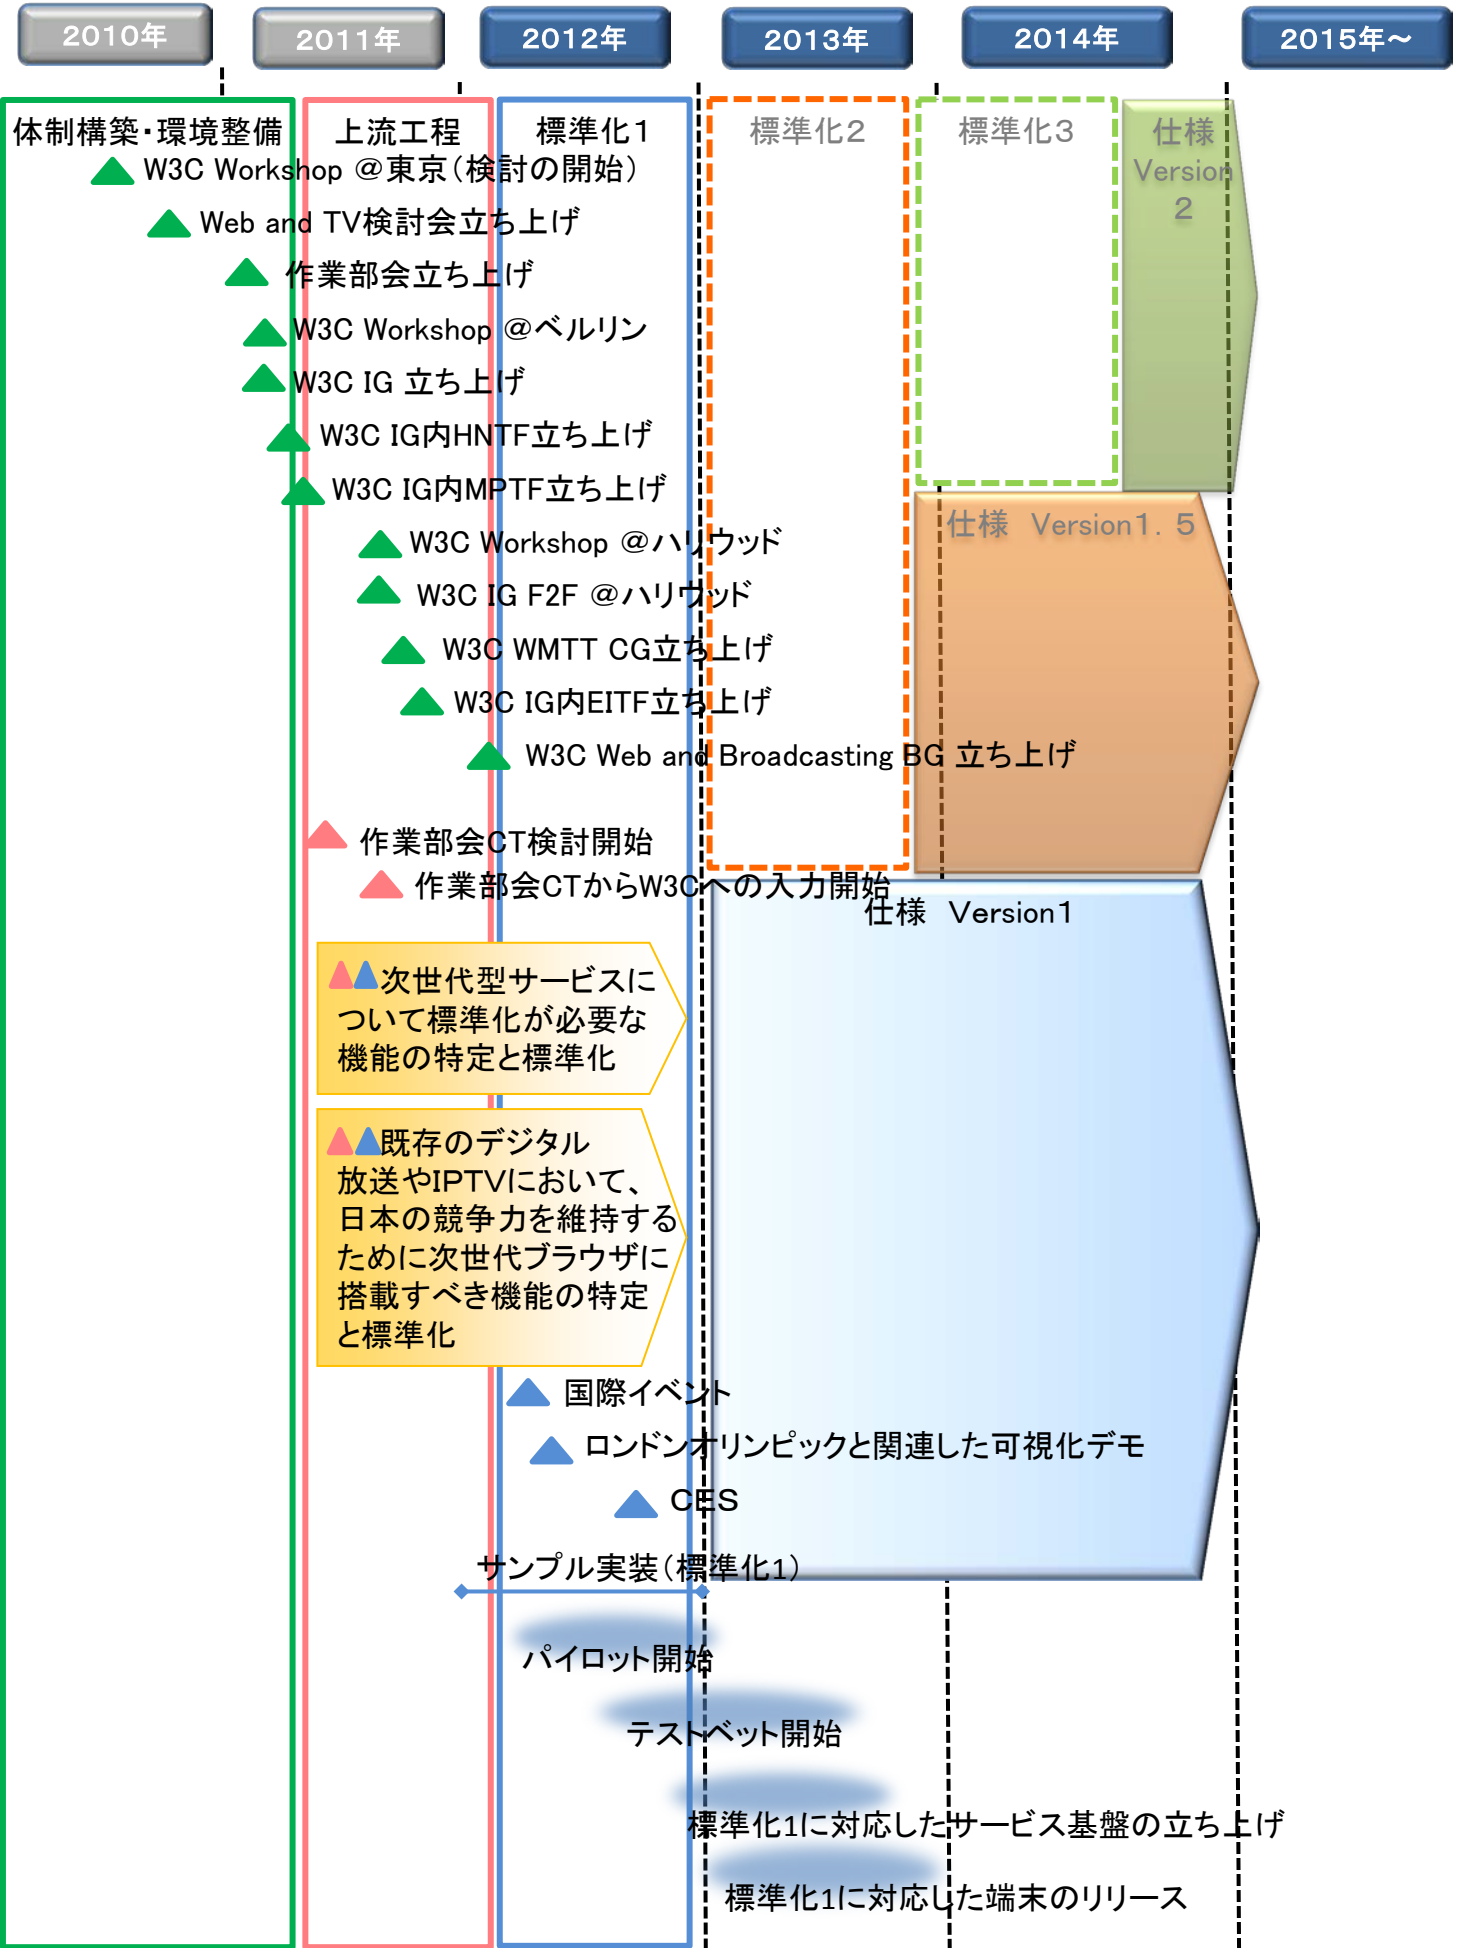 2010年
2011年
2012年
2013年
2014年
2015年～
体制構築・環境整備
上流工程
標準化1
標準化2
標準化3
仕様
Version
2
W3C Workshop ＠東京（検討の開始）
Web and TV検討会立ち上げ
作業部会立ち上げ
W3C Workshop ＠ベルリン
W3C IG 立ち上げ
W3C IG内HNTF立ち上げ
W3C IG内MPTF立ち上げ
仕様　Version1．5
W3C Workshop ＠ハリウッド
W3C IG F2F ＠ハリウッド
W3C WMTT CG立ち上げ
W3C IG内EITF立ち上げ
W3C Web and Broadcasting BG 立ち上げ
作業部会CT検討開始
作業部会CTからW3Cへの入力開始
仕様　Version1
次世代型サービスに
ついて標準化が必要な
機能の特定と標準化
既存のデジタル
放送やIPTVにおいて、
日本の競争力を維持する
ために次世代ブラウザに
搭載すべき機能の特定
と標準化
国際イベント
ロンドンオリンピックと関連した可視化デモ
CES
サンプル実装（標準化1）
パイロット開始
テストベット開始
標準化1に対応したサービス基盤の立ち上げ
標準化1に対応した端末のリリース